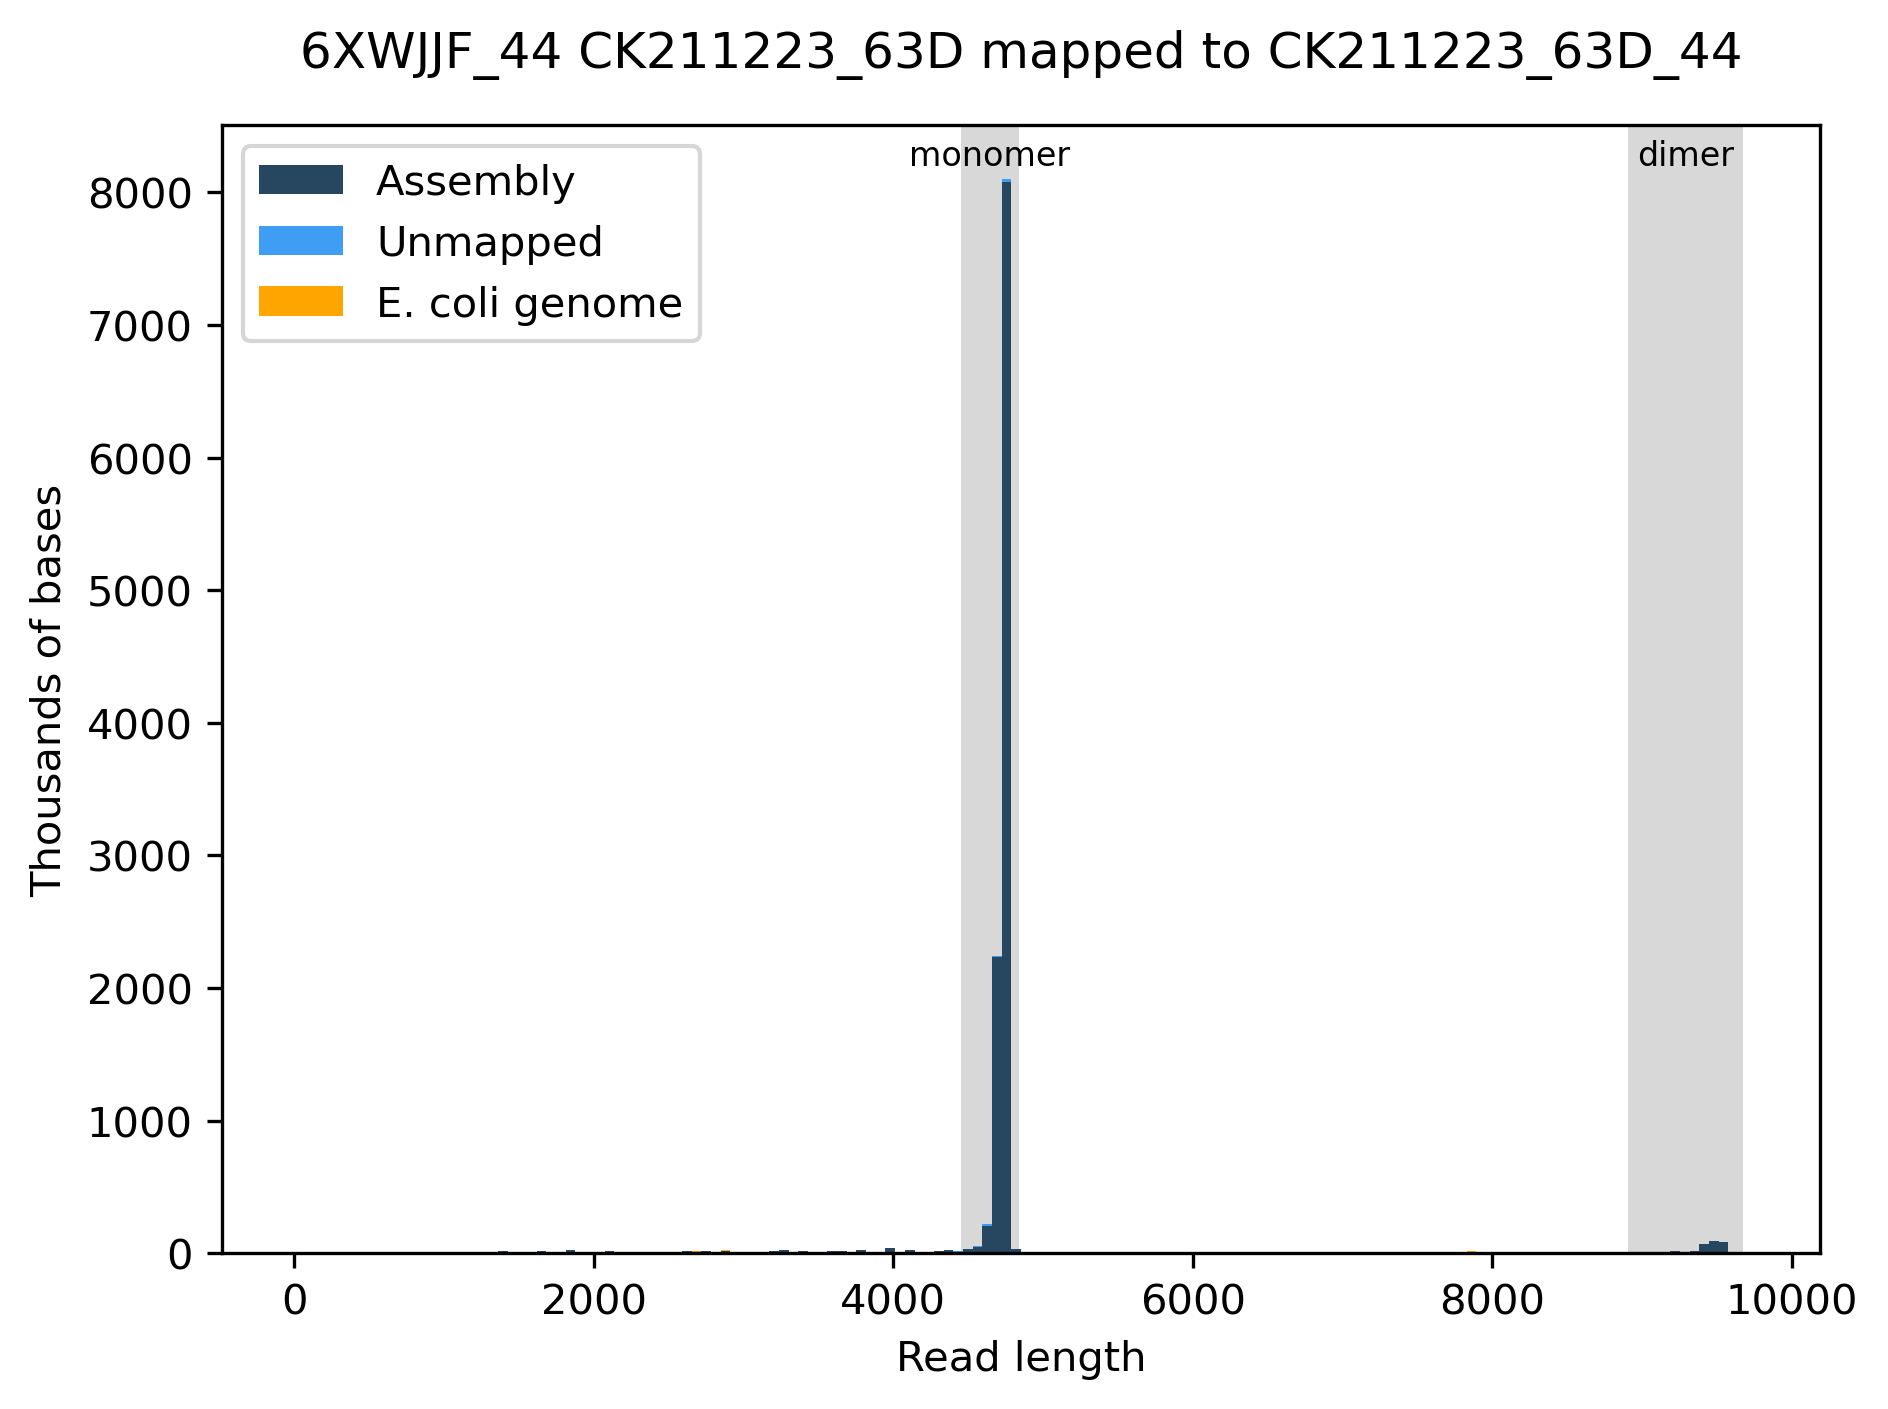 6XWJJF_44 CK211223_63D mapped to CK211223_63D_44
monomer
dimer
Assembly
Unmapped
E. coli genome
8000
7000
6000
5000
4000
3000
2000
1000
0
Thousands of bases
0
2000
4000
6000
8000
10000
Read length